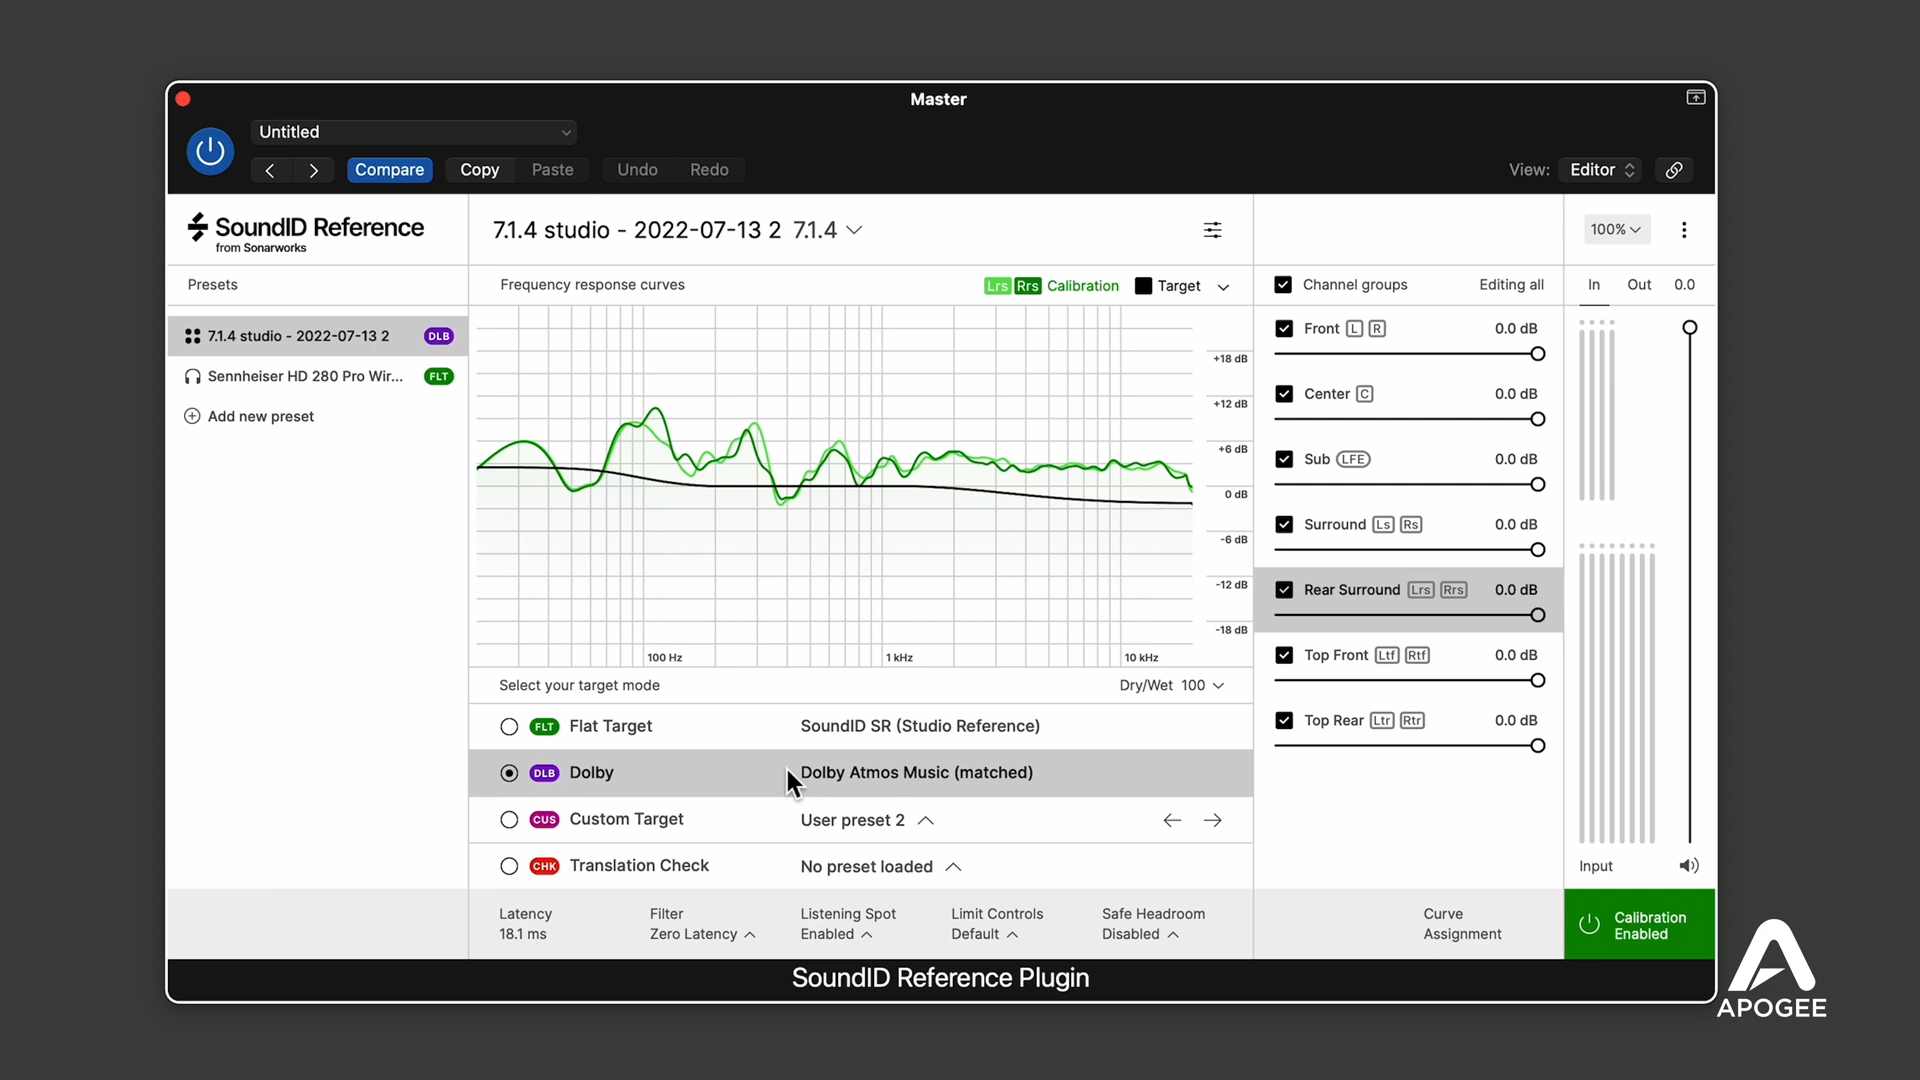 Master
Untitled
Compare Copy Paste Undo Redo View: Editor
SoundID Reference
from Sonarworks
7.1.4 studio - 2022-07-13 2 7.1.4
100%
Presets
Frequency response curves
Lrs Rrs Calibration Target
Channel groups Editing all
In Out 0.0
7.1.4 studio - 2022-07-13 2 DLB
Sennheiser HD 280 Pro Wir... FLT
Add new preset
+18 dB
+12 dB
+6 dB
0 dB
-6 dB
-12 dB
-18 dB
100 Hz 1 kHz 10 kHz
Front L R 0.0 dB
Center C 0.0 dB
Sub LFE 0.0 dB
Surround Ls Rs 0.0 dB
Rear Surround Lrs Rrs 0.0 dB
Top Front Ltf Rtf 0.0 dB
Top Rear Ltr Rtr 0.0 dB
Select your target mode Dry/Wet 100
FLT Flat Target SoundID SR (Studio Reference)
DLB Dolby Dolby Atmos Music (matched)
CUS Custom Target User preset 2
CHK Translation Check No preset loaded
Input
Latency
18.1 ms
Filter
Zero Latency
Listening Spot
Enabled
Limit Controls
Default
Safe Headroom
Disabled
Curve
Assignment
Calibration
Enabled
SoundID Reference Plugin
APOGEE